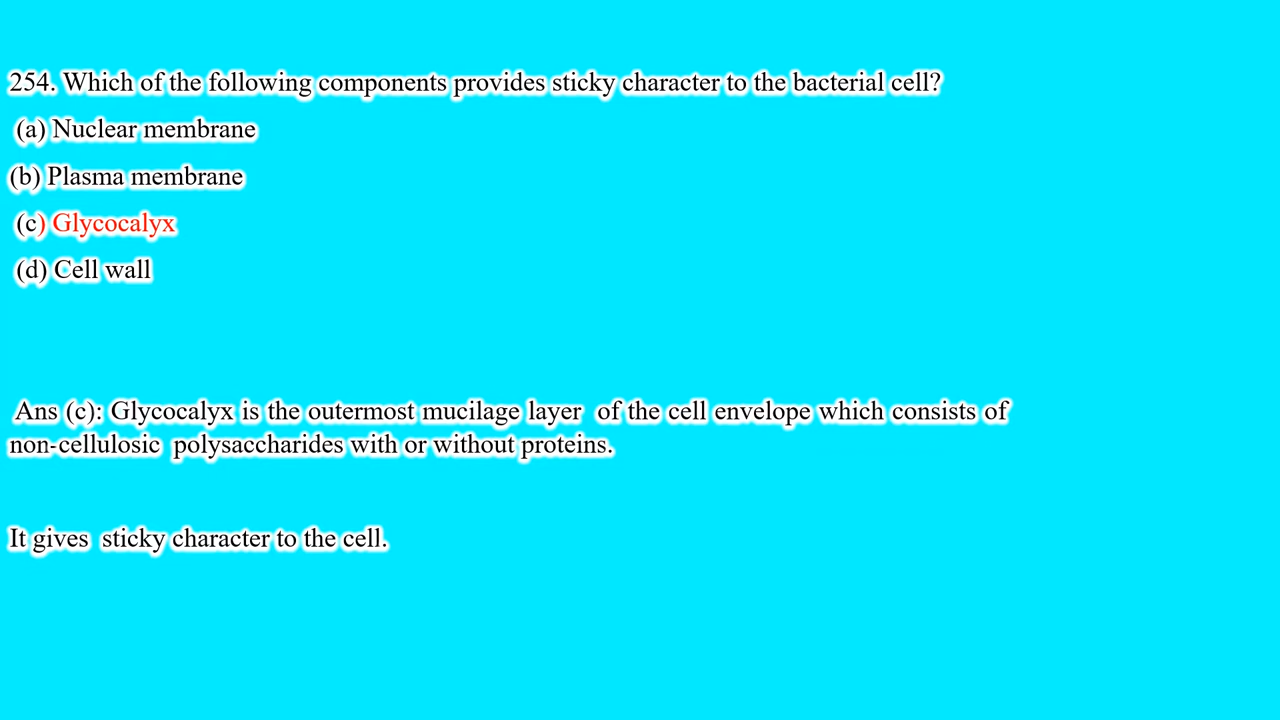 254. Which of the following components provides sticky character to the bacterial cell?
(a) Nuclear membrane
(b) Plasma membrane
(c) Glycocalyx
(d) Cell wall
Ans (c): Glycocalyx is the outermost mucilage layer of the cell envelope which consists of
non-cellulosic polysaccharides with or without proteins.
It gives sticky character to the cell.